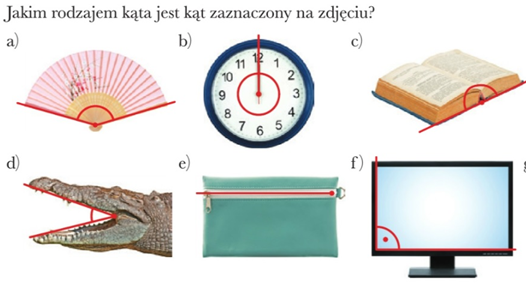 Jakim rodzajem kąta jest kąt zaznaczony na zdjęciu?
a) b) c)
12
11 1
10 2
9 3
8 4
7 5
6
d) e) f) g